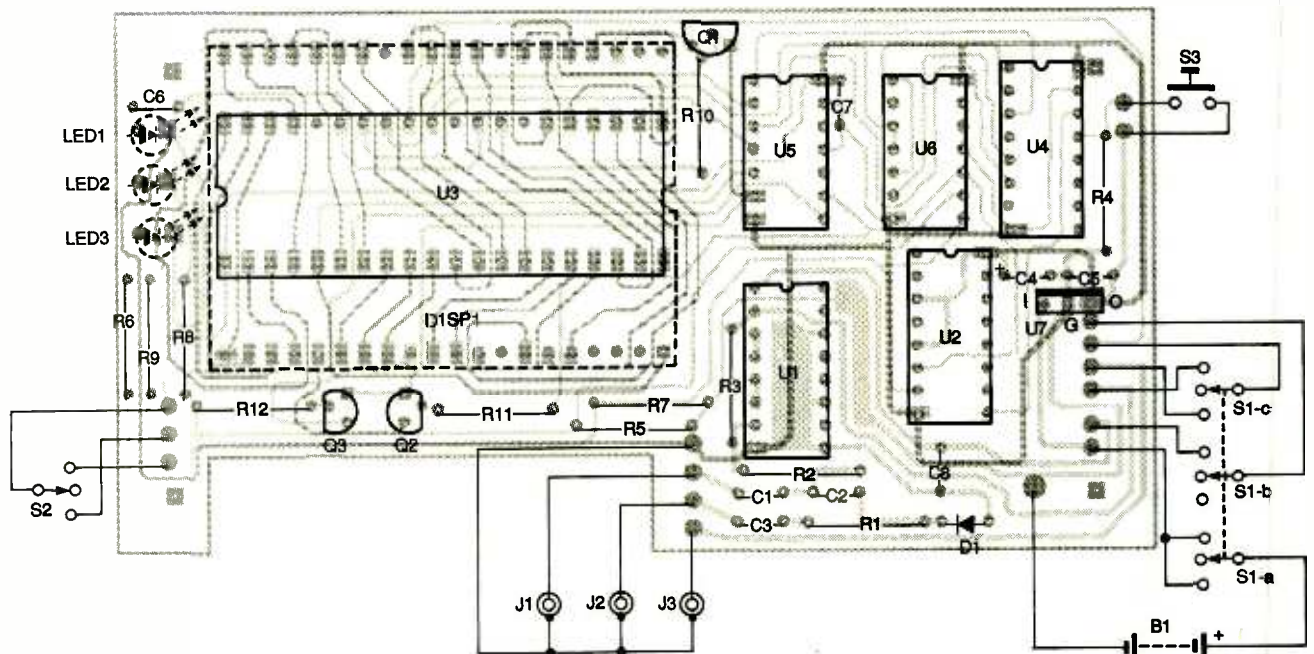 CR1
S3
C6
R10
C7
LED1
U5
U6
U4
LED2
U3
R4
LED3
C4
C5
+
I
O
U7
G
DISP1
U2
R6
R9
R8
R3
U1
R12
R11
R7
R5
S1-c
Q3
Q2
R2
S2
C1
C2
C8
S1-b
C3
R1
D1
S1-a
J1
J2
J3
B1
+